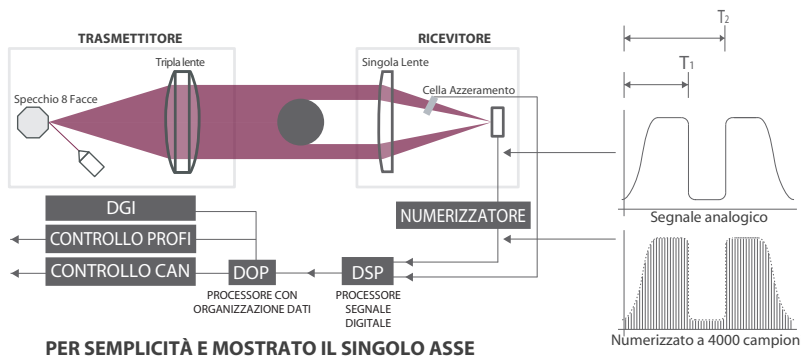 TRASMETTITORE
RICEVITORE
Tripla lente
Singola Lente
Specchio 8 Facce
Cella Azzeramento
T2
T1
Segnale analogico
DGI
CONTROLLO PROFI
CONTROLLO CAN
NUMERIZZATORE
DOP
DSP
PROCESSORE CON
ORGANIZZAZIONE DATI
PROCESSORE
SEGNALE
DIGITALE
Numerizzato a 4000 campion
PER SEMPLICITÀ E MOSTRATO IL SINGOLO ASSE